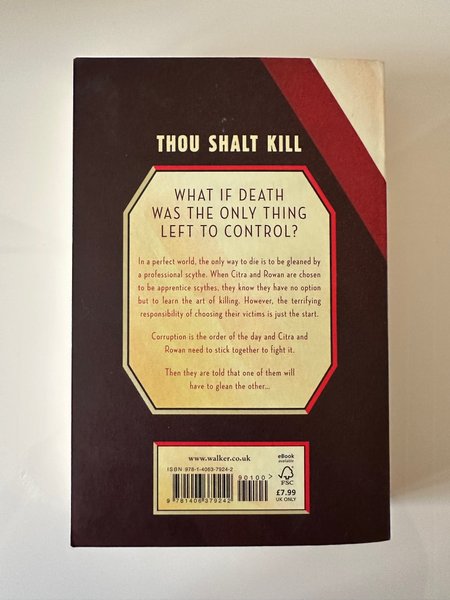 THOU SHALT KILL
WHAT IF DEATH
WAS THE ONLY THING
LEFT TO CONTROL?
In a perfect world, the only way to die is to be gleaned by
a professional scythe. When Citra and Rowan are chosen
to be apprentice scythes, they know they have no option
but to learn the art of killing. However, the terrifying
responsibility of choosing their victims is just the start.
Corruption is the order of the day and Citra and
Rowan need to stick together to fight it.
Then they are told that one of them will
have to glean the other...
www.walker.co.uk
ISBN 978-1-4063-7924-2
90100>
9 781406 379242
eBook
available
FSC
£7.99
UK ONLY